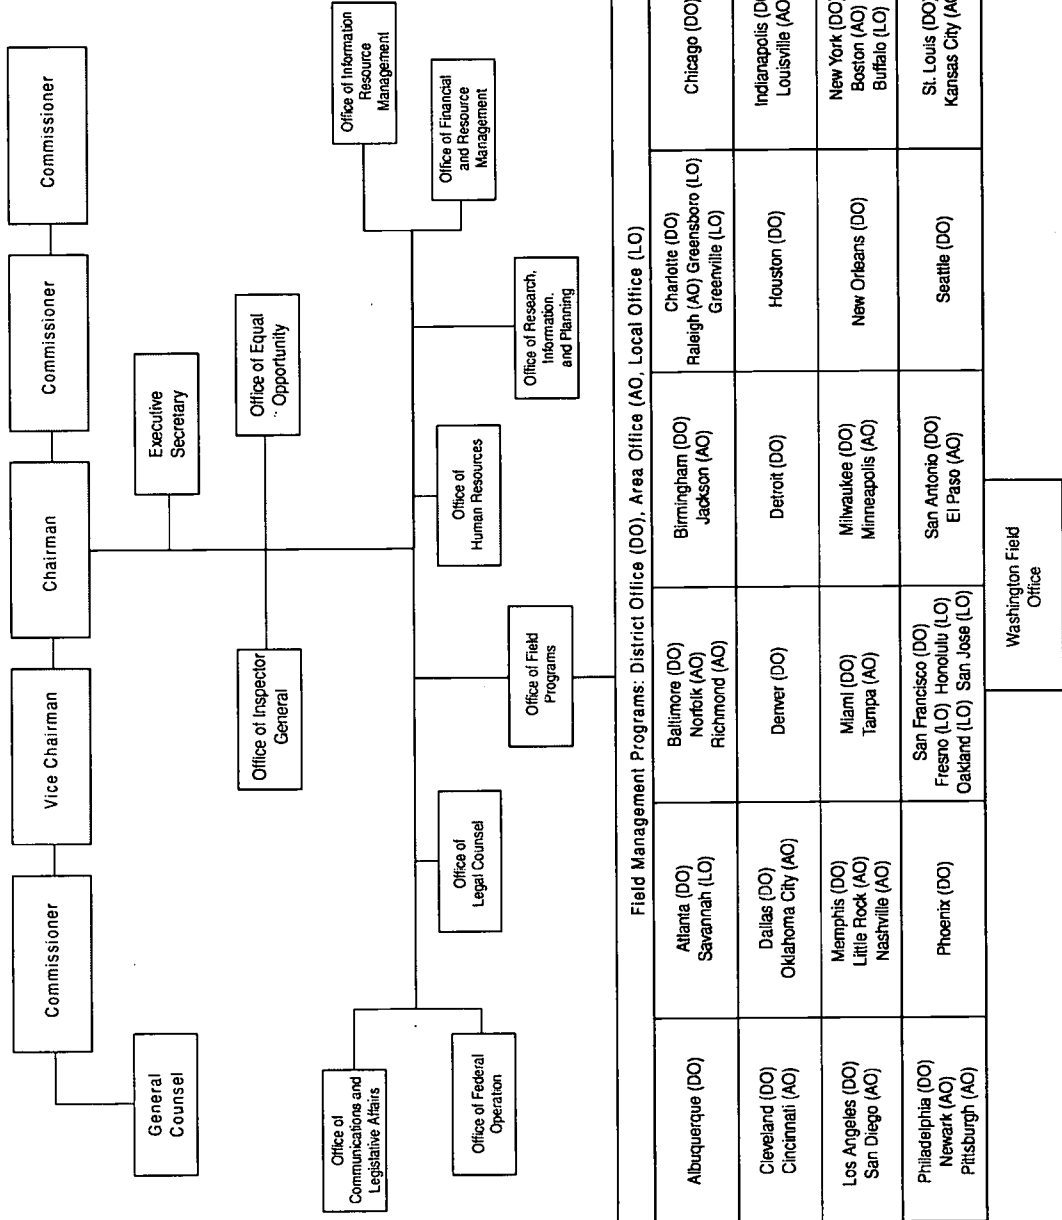 Commissioner
Vice Chairman
Chairman
Commissioner
Commissioner
General
Counsel
Executive
Secretary
Office of Inspector
General
Office of Equal
Opportunity
Office of
Communications and
Legislative Affairs
Office of Federal
Operation
Office of
Legal Counsel
Office of Field
Programs
Office of
Human Resources
Office of Research,
Information.
and Planning
Office of Information
Resource
Management
Office of Financial
and Resource
Management
Field Management Programs: District Office (DO), Area Office (AO, Local Office (LO)
Albuquerque (DO)
Atlanta (DO)
Savannah (LO)
Baltimore (DO)
Norfolk (AO)
Richmond (AO)
Birmingham (DO)
Jackson (AO)
Charlotte (DO)
Raleigh (AO) Greensboro (LO)
Greenville (LO)
Chicago (DO)
Cleveland (DO)
Cincinnati (AO)
Dallas (DO)
Oklahoma City (AO)
Denver (DO)
Detroit (DO)
Houston (DO)
Indianapolis (DO
Louisville (AO)
Los Angeles (DO)
San Diego (AO)
Memphis (DO)
Little Rock (AO)
Nashville (AO)
Miami (DO)
Tampa (AO)
Milwaukee (DO)
Minneapolis (AO)
New Orleans (DO)
New York (DO)
Boston (AO)
Buffalo (LO)
Philadelphia (DO)
Newark (AO)
Pittsburgh (AO)
Phoenix (DO)
San Francisco (DO)
Fresno (LO) Honolulu (LO)
Oakland (LO) San Jose (LO)
San Antonio (DO)
El Paso (AO)
Seattle (DO)
St. Louis (DO)
Kansas City (AO
Washington Field
Office